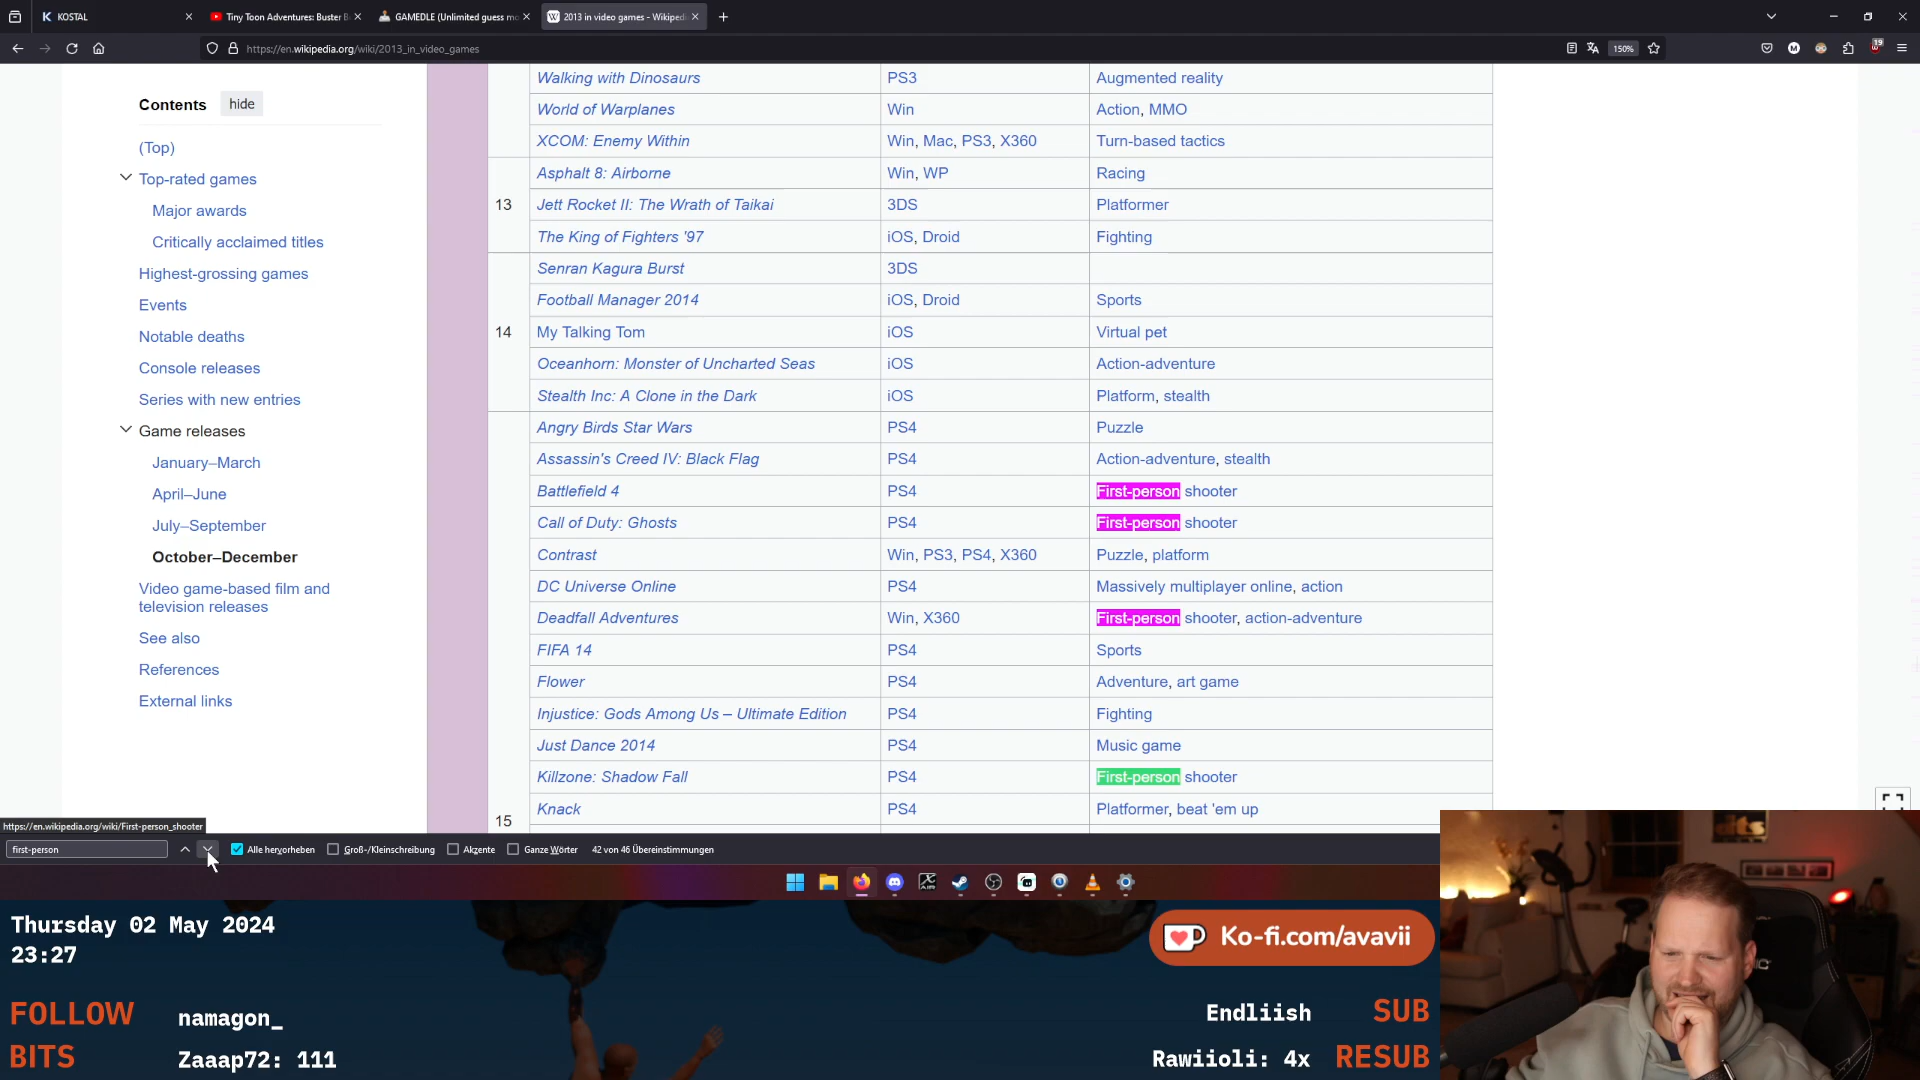 KOSTAL
Tiny Toon Adventures: Buster B
GAMEDLE (Unlimited guess mo
2013 in video games - Wikiped
https://en.wikipedia.org/wiki/2013_in_video_games
150%
19
Contents
hide
(Top)
Top-rated games
Major awards
Critically acclaimed titles
Highest-grossing games
Events
Notable deaths
Console releases
Series with new entries
Game releases
January–March
April–June
July–September
October–December
Video game-based film and
television releases
See also
References
External links
Walking with Dinosaurs PS3 Augmented reality
World of Warplanes Win Action, MMO
XCOM: Enemy Within Win, Mac, PS3, X360 Turn-based tactics
Asphalt 8: Airborne Win, WP Racing
13 Jett Rocket II: The Wrath of Taikai 3DS Platformer
The King of Fighters '97 iOS, Droid Fighting
Senran Kagura Burst 3DS
Football Manager 2014 iOS, Droid Sports
14 My Talking Tom iOS Virtual pet
Oceanhorn: Monster of Uncharted Seas iOS Action-adventure
Stealth Inc: A Clone in the Dark iOS Platform, stealth
Angry Birds Star Wars PS4 Puzzle
Assassin's Creed IV: Black Flag PS4 Action-adventure, stealth
Battlefield 4 PS4 First-person shooter
Call of Duty: Ghosts PS4 First-person shooter
Contrast Win, PS3, PS4, X360 Puzzle, platform
DC Universe Online PS4 Massively multiplayer online, action
Deadfall Adventures Win, X360 First-person shooter, action-adventure
FIFA 14 PS4 Sports
Flower PS4 Adventure, art game
Injustice: Gods Among Us – Ultimate Edition PS4 Fighting
Just Dance 2014 PS4 Music game
Killzone: Shadow Fall PS4 First-person shooter
Knack PS4 Platformer, beat 'em up
15
https://en.wikipedia.org/wiki/First-person_shooter
first-person
Alle hervorheben
Groß-/Kleinschreibung
Akzente
Ganze Wörter
42 von 46 Übereinstimmungen
Thursday 02 May 2024
23:27
Ko-fi.com/avavii
FOLLOW namagon_
BITS Zaaap72: 111
Endliish SUB
Rawiioli: 4x RESUB